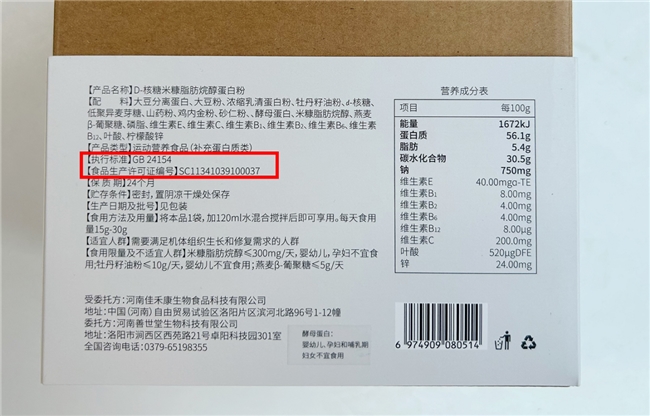 【产品名称】D-核糖米糠脂肪烷醇蛋白粉
【配 料】大豆分离蛋白、大豆粉、浓缩乳清蛋白粉、牡丹籽油粉、d-核糖、
低聚异麦芽糖、山药粉、鸡内金粉、砂仁粉、酵母蛋白、米糠脂肪烷醇、燕麦
β-葡聚糖、磷脂、维生素E、维生素C、维生素B₁、维生素B₂、维生素B₆、维生素
B₁₂、叶酸、柠檬酸锌
【产品类型】运动营养食品(补充蛋白质类)
【执行标准】GB 24154
【食品生产许可证编号】SC11341039100037
【保 质 期】24个月
【贮存条件】密封,置阴凉干燥处保存
【生产日期及批号】见包装
【食用方法及用量】将本品1袋,加120ml水混合搅拌后即可享用。每天食用
量15g-30g
【适宜人群】需要满足机体组织生长和修复需求的人群
【食用限量及不适宜人群】米糠脂肪烷醇≤300mg/天,婴幼儿,孕妇不宜食
用;牡丹籽油粉≤10g/天,婴幼儿不宜食用;燕麦β-葡聚糖≤5g/天
受委托方:河南佳禾康生物食品科技有限公司
地址:中国(河南)自由贸易试验区洛阳片区滨河北路96号1-12幢
委托方:河南善世堂生物科技有限公司
地址:洛阳市涧西区西苑路21号卓阳科技园301室
全国咨询电话:0379-65198355
酵母蛋白:
婴幼儿、孕妇和哺乳期
妇女不宜食用
营养成分表
项目 每100g
能量 1672kJ
蛋白质 56.1g
脂肪 5.4g
碳水化合物 30.5g
钠 750mg
维生素E 40.00mgα-TE
维生素B₁ 8.00mg
维生素B₂ 4.00mg
维生素B₆ 4.00mg
维生素B₁₂ 8.00μg
维生素C 200.0mg
叶酸 520μgDFE
锌 24.00mg
6 974909 080514